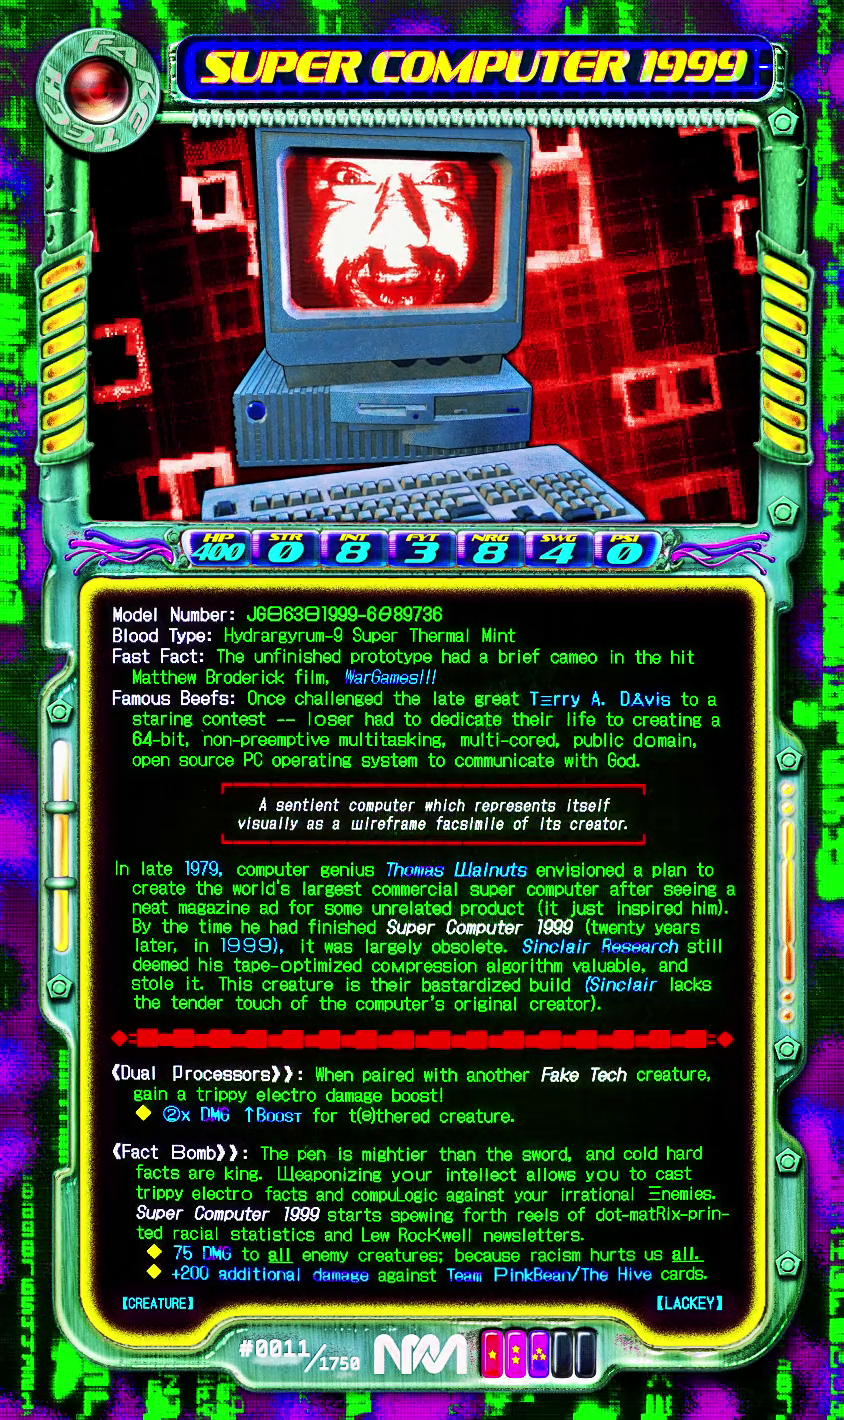 FAKE TECH
SUPER COMPUTER 1999
HP STR INT FYT NRG SWG PSI
400 0 8 3 8 4 0
Model Number: J606301999-6089736
Blood Type: Hydrargyrum-9 Super Thermal Mint
Fast Fact: The unfinished prototype had a brief cameo in the hit
Matthew Broderick film, WarGames!!!
Famous Beefs: Once challenged the late great TΞrry A. DAvis to a
staring contest -- loser had to dedicate their life to creating a
64-bit, non-preemptive multitasking, multi-cored, public domain,
open source PC operating system to communicate with God.
A sentient computer which represents itself
visually as a wireframe facsimile of its creator.
In late 1979, computer genius Thomas Walnuts envisioned a plan to
create the world's largest commercial super computer after seeing a
neat magazine ad for some unrelated product (it just inspired him).
By the time he had finished Super Computer 1999 (twenty years
later, in 1999), it was largely obsolete. Sinclair Research still
deemed his tape-optimized compression algorithm valuable, and
stole it. This creature is their bastardized build (Sinclair lacks
the tender touch of the computer's original creator).
⟪Dual Processors⟫: When paired with another Fake Tech creature,
gain a trippy electro damage boost!
◆ ②x DMG ↑Boost for t(e)thered creature.
⟪Fact Bomb⟫: The pen is mightier than the sword, and cold hard
facts are king. Weaponizing your intellect allows you to cast
trippy electro facts and compuLogic against your irrational Ξnemies.
Super Computer 1999 starts spewing forth reels of dot-matRix-prin-
ted racial statistics and Lew RocKwell newsletters.
◆ 75 DMG to all enemy creatures; because racism hurts us all.
◆ +200 additional damage against Team PinkBean/The Hive cards.
【CREATURE】 【LACKEY】
#0011/1750 NPM